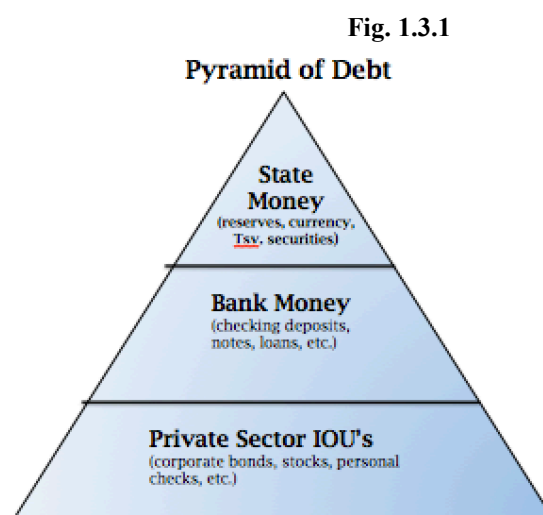 Fig. 1.3.1
Pyramid of Debt
State
Money
(reserves, currency,
Tsv. securities)
Bank Money
(checking deposits,
notes, loans, etc.)
Private Sector IOU's
(corporate bonds, stocks, personal
checks, etc.)